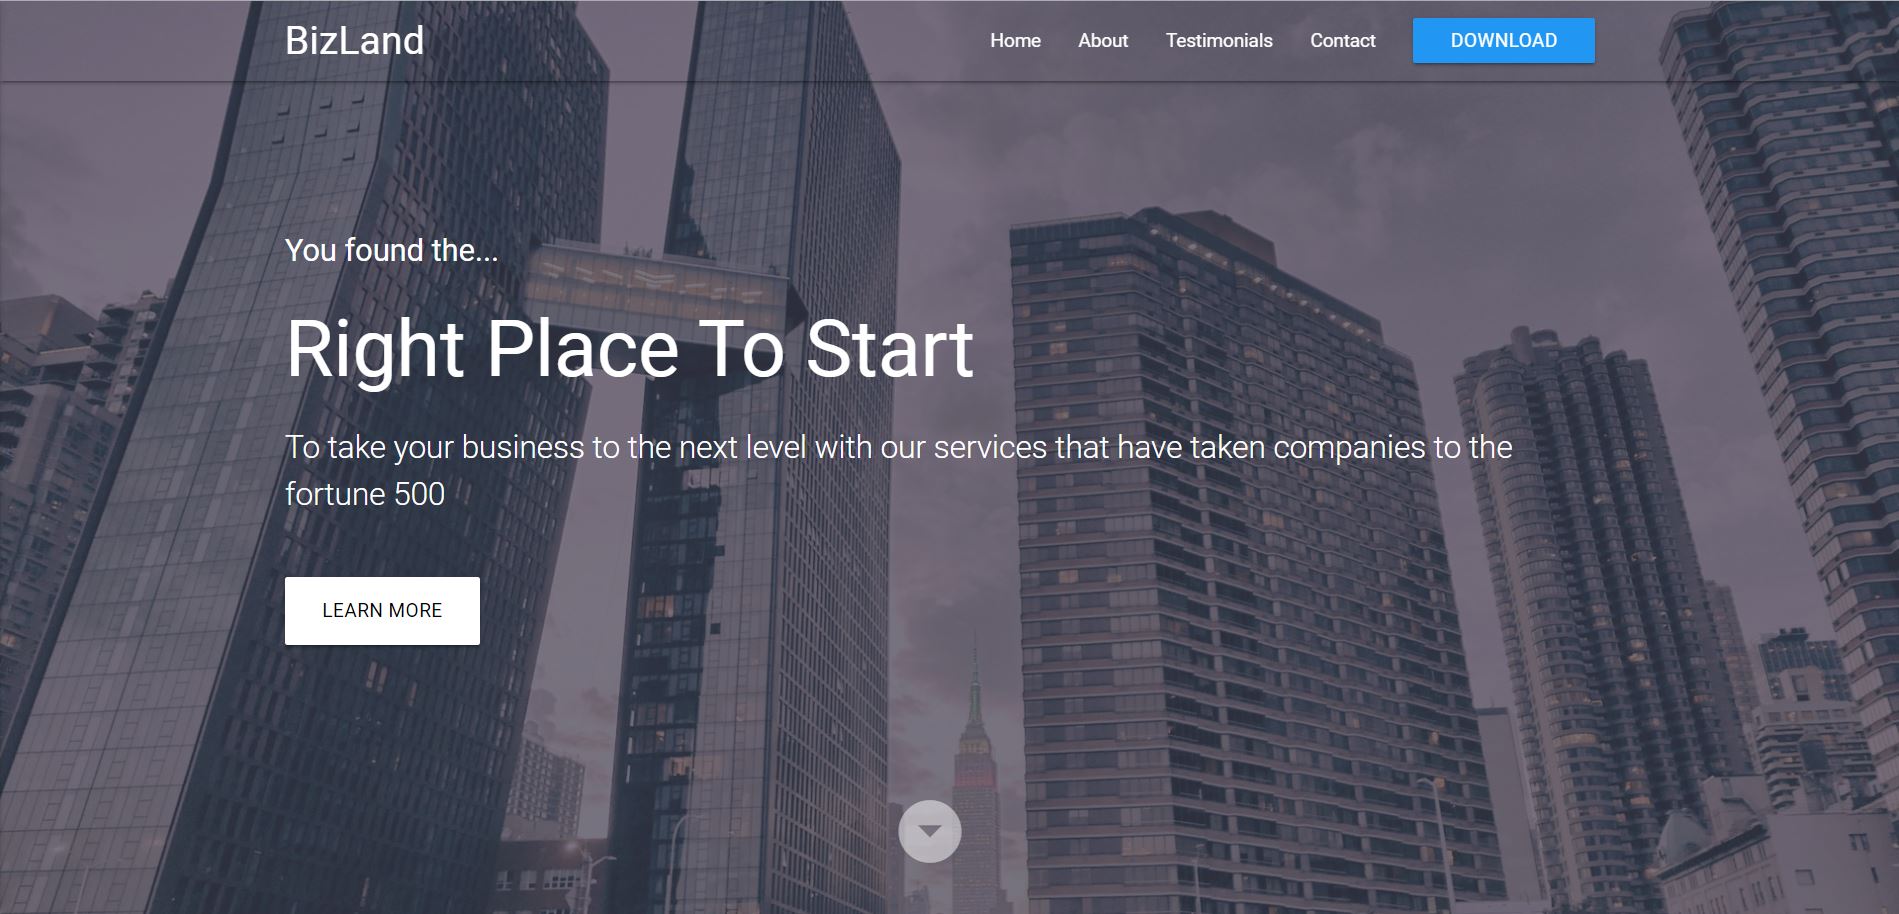 BizLand
Home
About
Testimonials
Contact
DOWNLOAD
You found the...
Right Place To Start
To take your business to the next level with our services that have taken companies to the
fortune 500
LEARN MORE